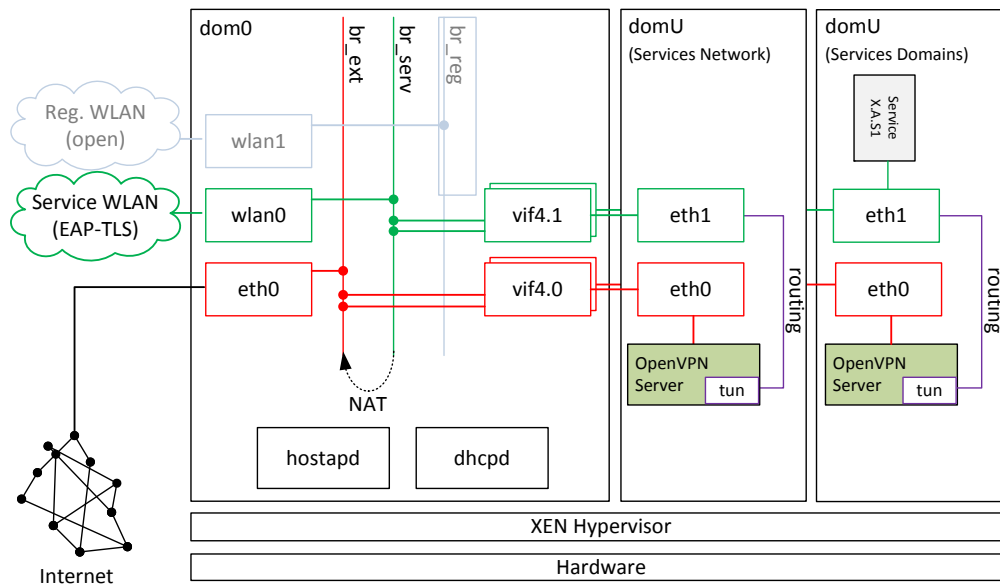 dom0
br_ext
br_serv
br_reg
domU
(Services Network)
domU
(Services Domains)
Service
X.A.S1
Reg. WLAN
(open)
wlan1
Service WLAN
(EAP-TLS)
wlan0
vif4.1
eth1
eth1
eth0
vif4.0
eth0
eth0
routing
routing
OpenVPN
Server
tun
OpenVPN
Server
tun
NAT
hostapd
dhcpd
XEN Hypervisor
Hardware
Internet